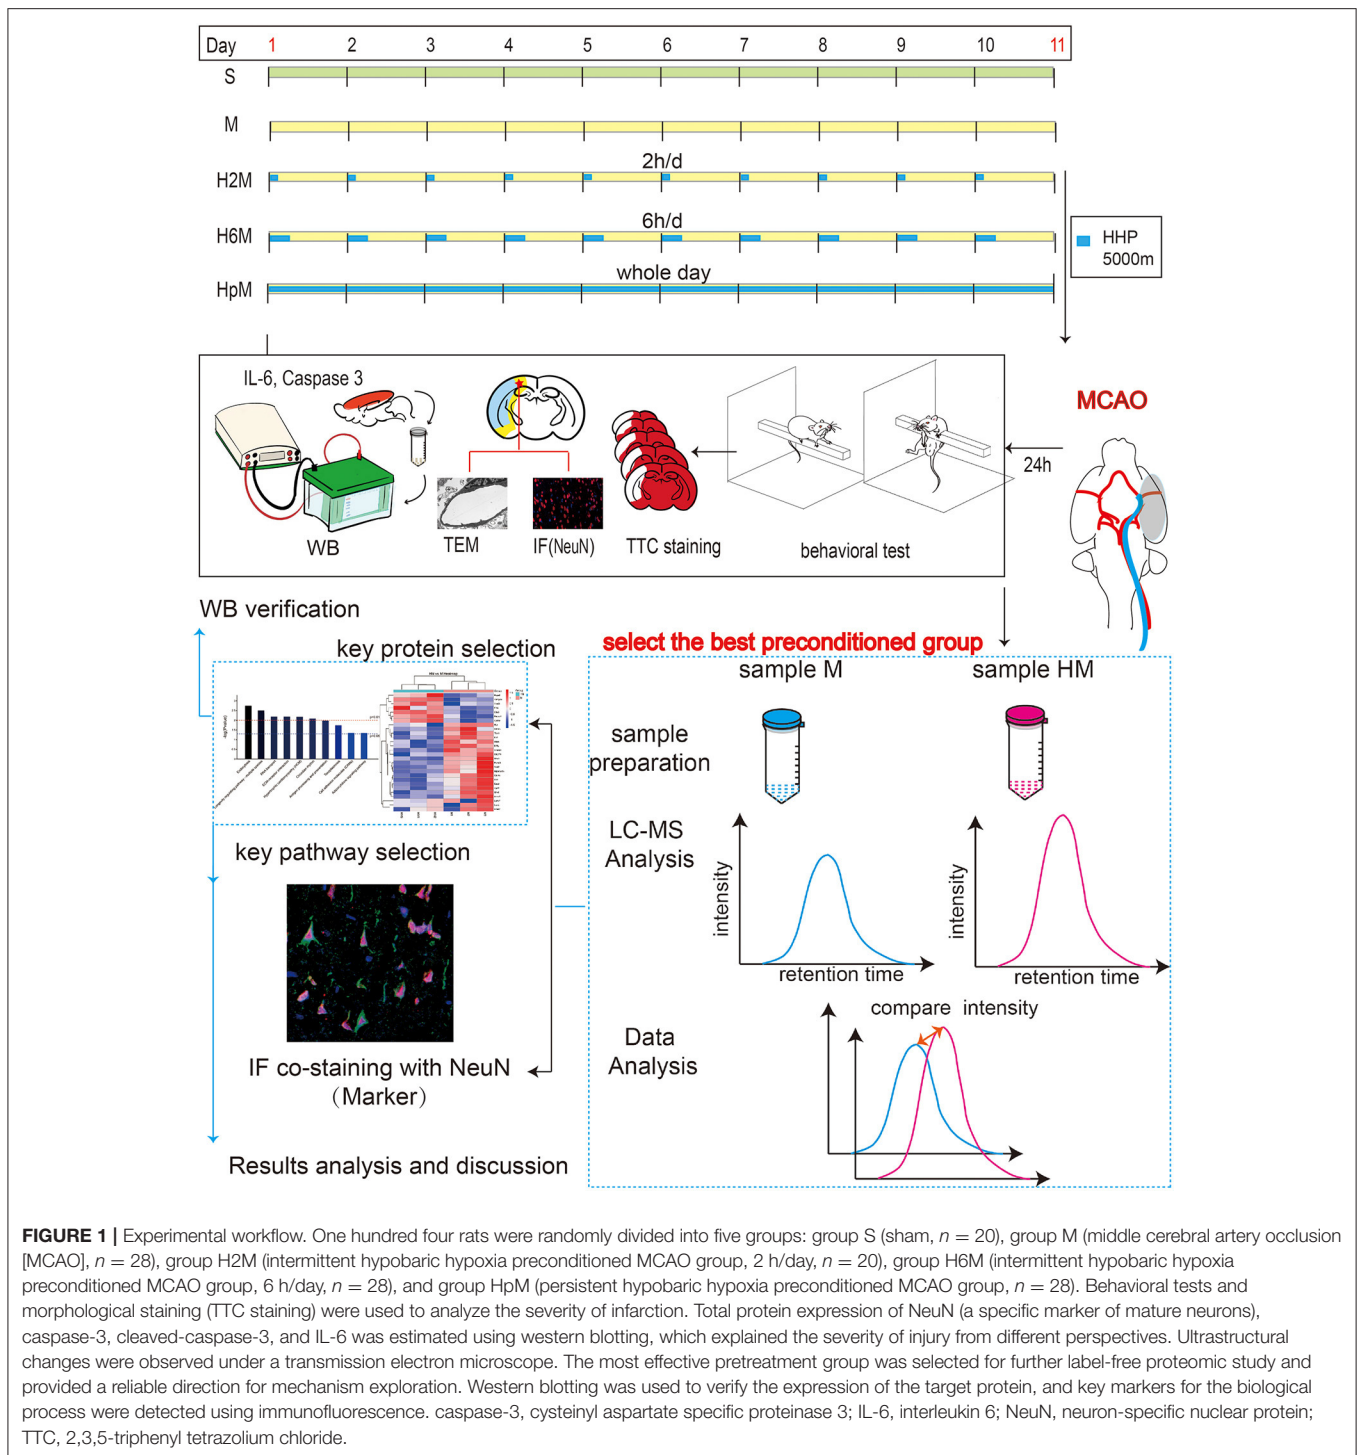 Day 1 2 3 4 5 6 7 8 9 10 11
S
M
2h/d
H2M
6h/d
H6M
whole day
HpM
HHP
5000m
IL-6, Caspase 3
WB
TEM
IF(NeuN)
TTC staining
behavioral test
24h
MCAO
WB verification
key protein selection
key pathway selection
IF co-staining with NeuN
(Marker)
Results analysis and discussion
select the best preconditioned group
sample M
sample HM
sample
preparation
LC-MS
Analysis
intensity
retention time
intensity
retention time
compare intensity
Data
Analysis
FIGURE 1 | Experimental workflow. One hundred four rats were randomly divided into five groups: group S (sham, n = 20), group M (middle cerebral artery occlusion
[MCAO], n = 28), group H2M (intermittent hypobaric hypoxia preconditioned MCAO group, 2 h/day, n = 20), group H6M (intermittent hypobaric hypoxia
preconditioned MCAO group, 6 h/day, n = 28), and group HpM (persistent hypobaric hypoxia preconditioned MCAO group, n = 28). Behavioral tests and
morphological staining (TTC staining) were used to analyze the severity of infarction. Total protein expression of NeuN (a specific marker of mature neurons),
caspase-3, cleaved-caspase-3, and IL-6 was estimated using western blotting, which explained the severity of injury from different perspectives. Ultrastructural
changes were observed under a transmission electron microscope. The most effective pretreatment group was selected for further label-free proteomic study and
provided a reliable direction for mechanism exploration. Western blotting was used to verify the expression of the target protein, and key markers for the biological
process were detected using immunofluorescence. caspase-3, cysteinyl aspartate specific proteinase 3; IL-6, interleukin 6; NeuN, neuron-specific nuclear protein;
TTC, 2,3,5-triphenyl tetrazolium chloride.